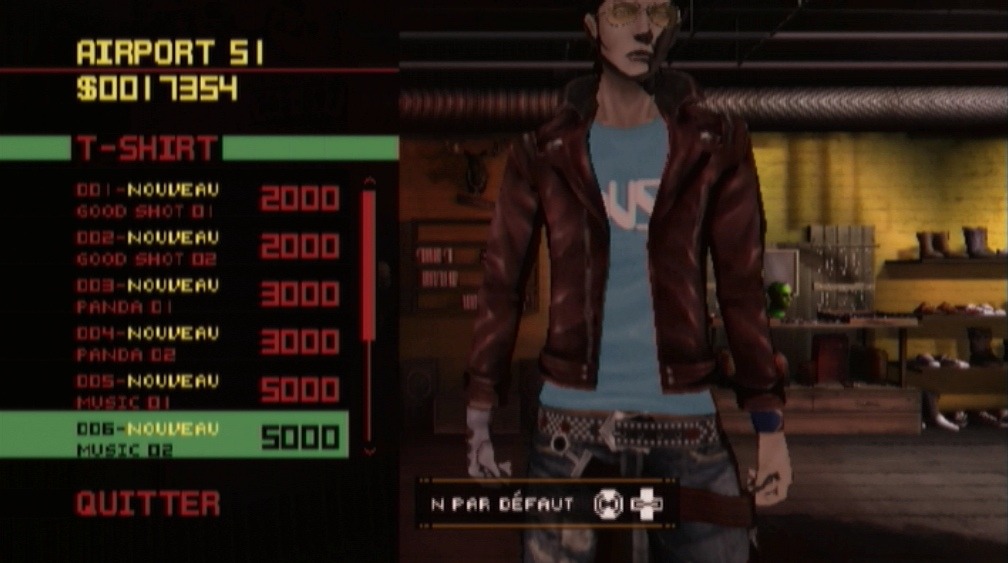 AIRPORT 51
$0017354
T-SHIRT
001-NOUVEAU
GOOD SHOT 01
2000
002-NOUVEAU
GOOD SHOT 02
2000
003-NOUVEAU
PANDA 01
3000
004-NOUVEAU
PANDA 02
3000
005-NOUVEAU
MUSIC 01
5000
006-NOUVEAU
MUSIC 02
5000
QUITTER
N PAR DÉFAUT